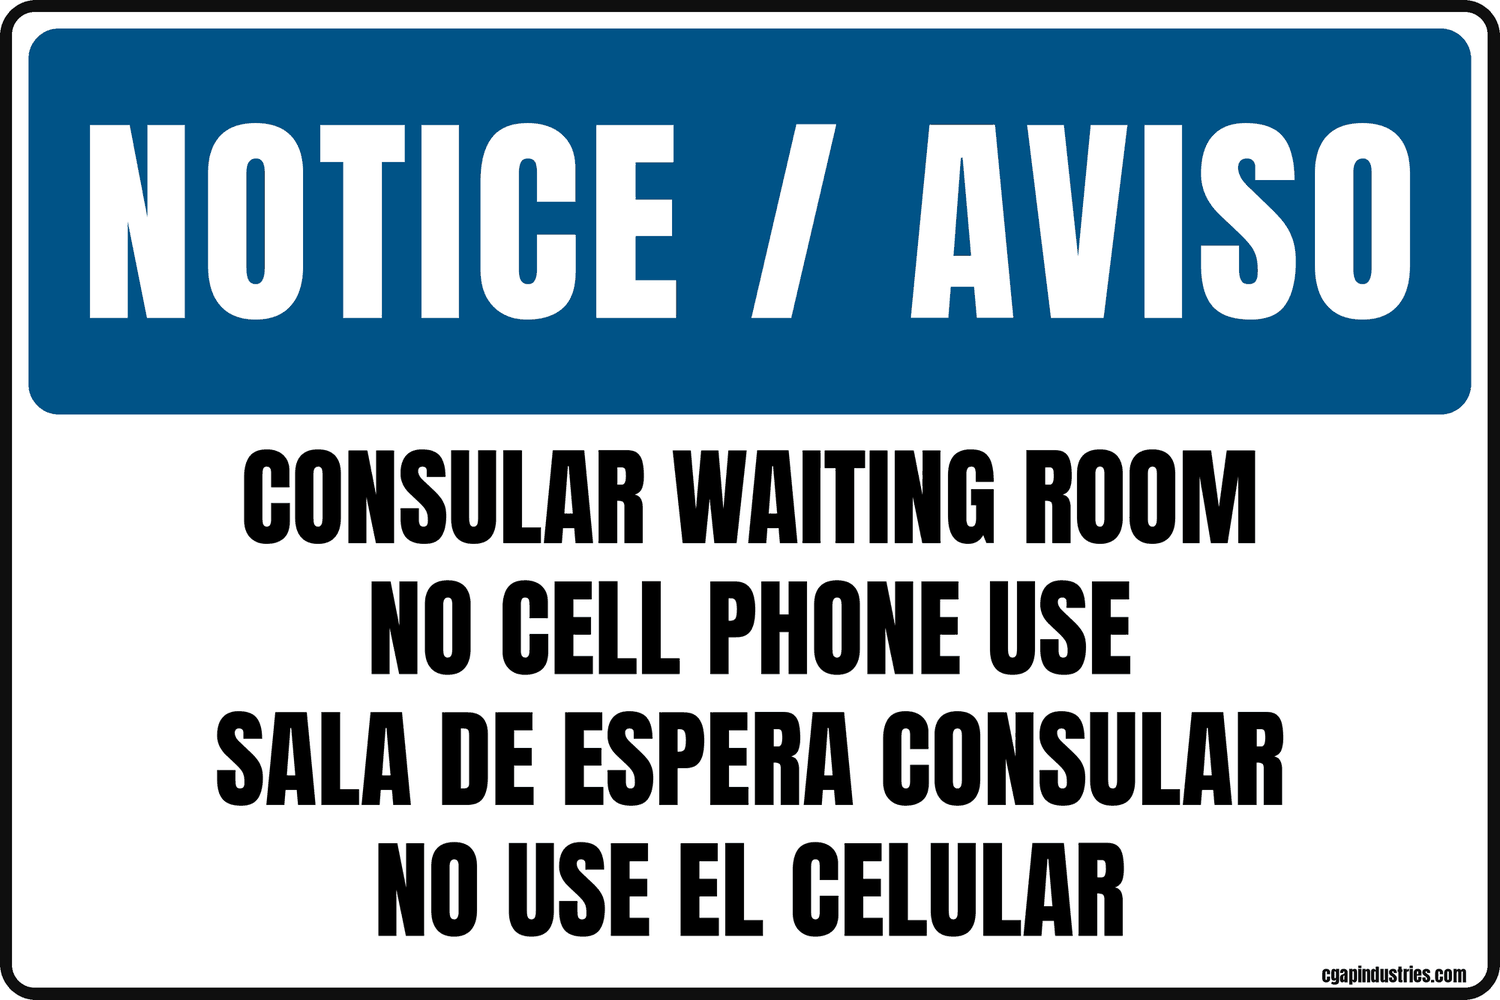 NOTICE / AVISO
CONSULAR WAITING ROOM
NO CELL PHONE USE
SALA DE ESPERA CONSULAR
NO USE EL CELULAR
cgapindustries.com